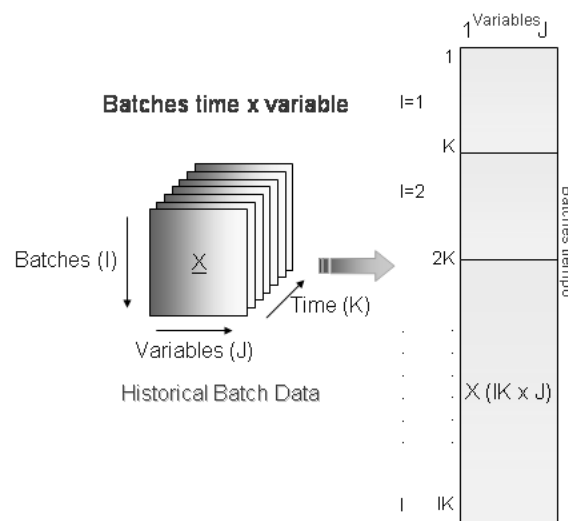 Variables
1 J
1
Batches time x variable
I=1
K
I=2
Batches (I)
X
2K
Time (K)
Variables (J)
Historical Batch Data
X (IK x J)
I IK
Batches tiempo